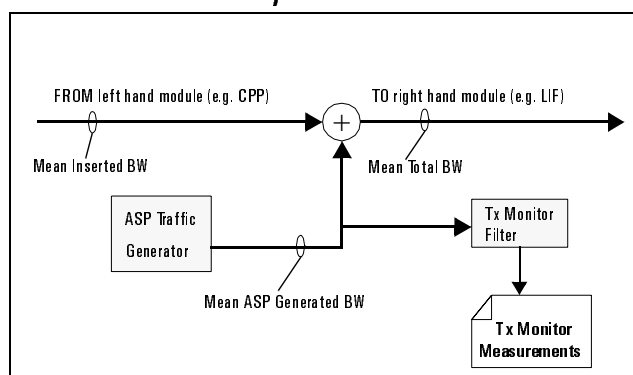 FROM left hand module (e.g. CPP)
TO right hand module (e.g. LIF)
+
Mean Inserted BW
Mean Total BW
ASP Traffic
Generator
Tx Monitor
Filter
Mean ASP Generated BW
Tx Monitor
Measurements